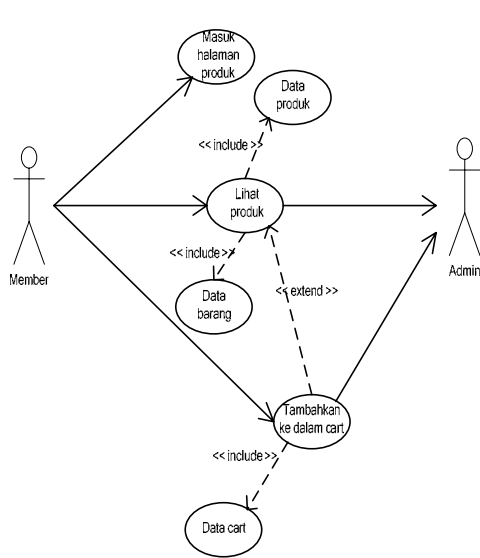 Masuk
halaman
produk
Data
produk
<< include >>
Lihat
produk
Member
Admin
<< include >>
Data
barang
<< extend >>
Tambahkan
ke dalam cart
<< include >>
Data cart